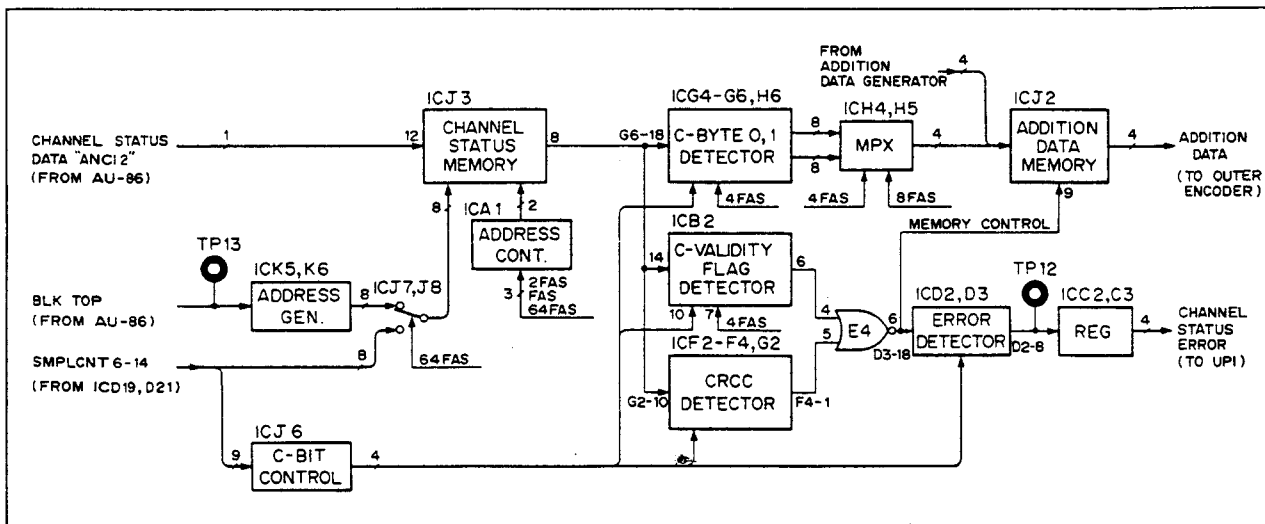 CHANNEL STATUS
DATA "ANCI 2"
(FROM AU-86)
1
12
ICJ3
CHANNEL
STATUS
MEMORY
8
8
2
ICA1
ADDRESS
CONT.
3
2FAS
FAS
64FAS
TP13
BLK TOP
(FROM AU-86)
ICK5, K6
ADDRESS
GEN.
8
ICJ7, J8
64FAS
SMPLCNT 6-14
(FROM ICD19, D21)
8
9
ICJ6
C-BIT
CONTROL
4
G6-18
ICG4-G6, H6
C-BYTE 0, 1
DETECTOR
4FAS
8
8
ICH4, H5
MPX
4FAS
8FAS
4
FROM
ADDITION
DATA GENERATOR
4
ICJ2
ADDITION
DATA
MEMORY
9
4
ADDITION
DATA
(TO OUTER
ENCODER)
MEMORY CONTROL
ICB2
14
C-VALIDITY
FLAG
DETECTOR
6
10
7
4FAS
ICF2-F4, G2
G2-10
CRCC
DETECTOR
F4-1
4
5
E4
6
D3-18
ICD2, D3
ERROR
DETECTOR
D2-8
TP12
ICC2, C3
REG
4
CHANNEL
STATUS
ERROR
(TO UPI)